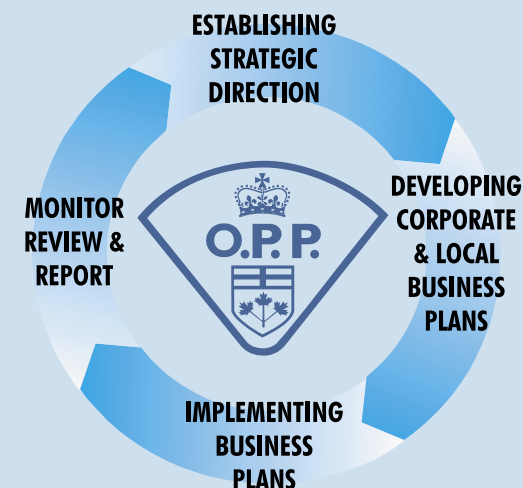 ESTABLISHING
STRATEGIC
DIRECTION
DEVELOPING
CORPORATE
& LOCAL
BUSINESS
PLANS
IMPLEMENTING
BUSINESS
PLANS
MONITOR
REVIEW &
REPORT
O.P.P.